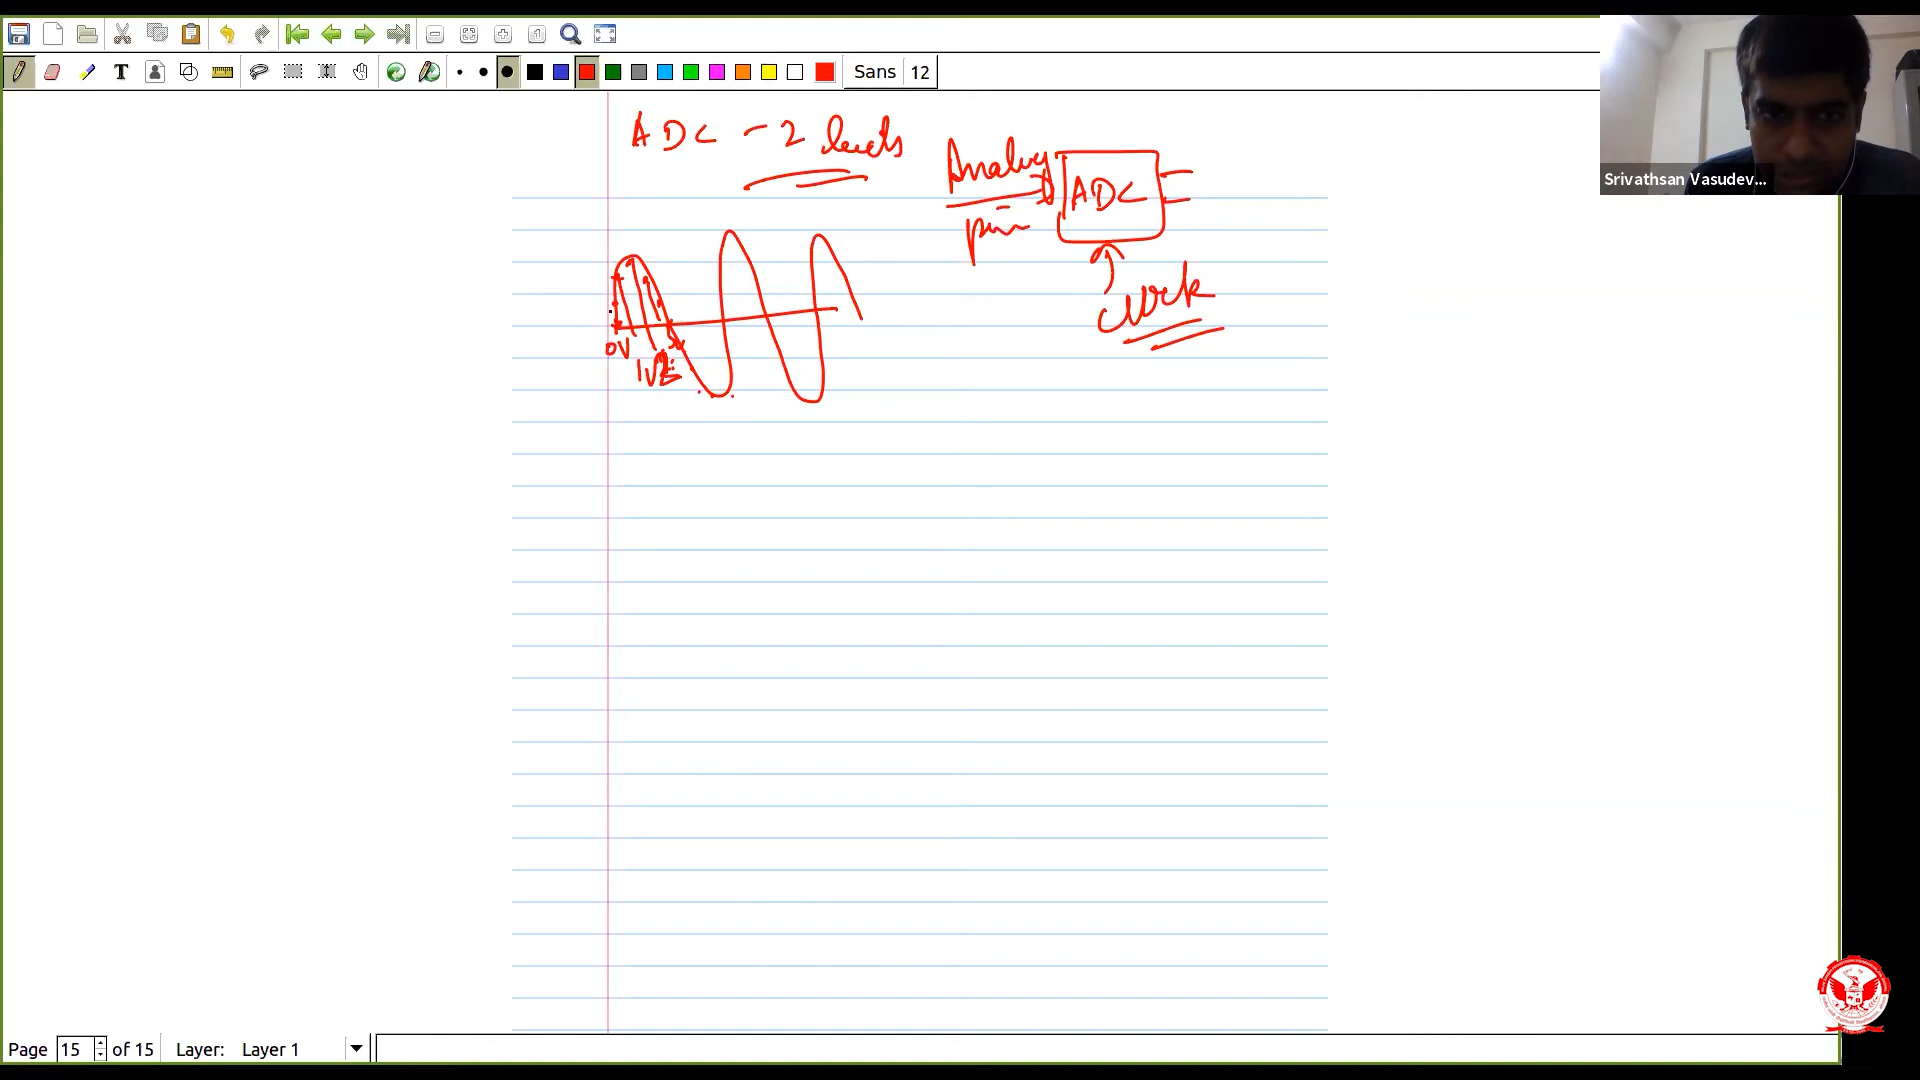 Sans 12
Srivathsan Vasudev...
ADC - 2 levels
Analog
pin
ADC
clock
0V
1V
Page 15 of 15 Layer: Layer 1